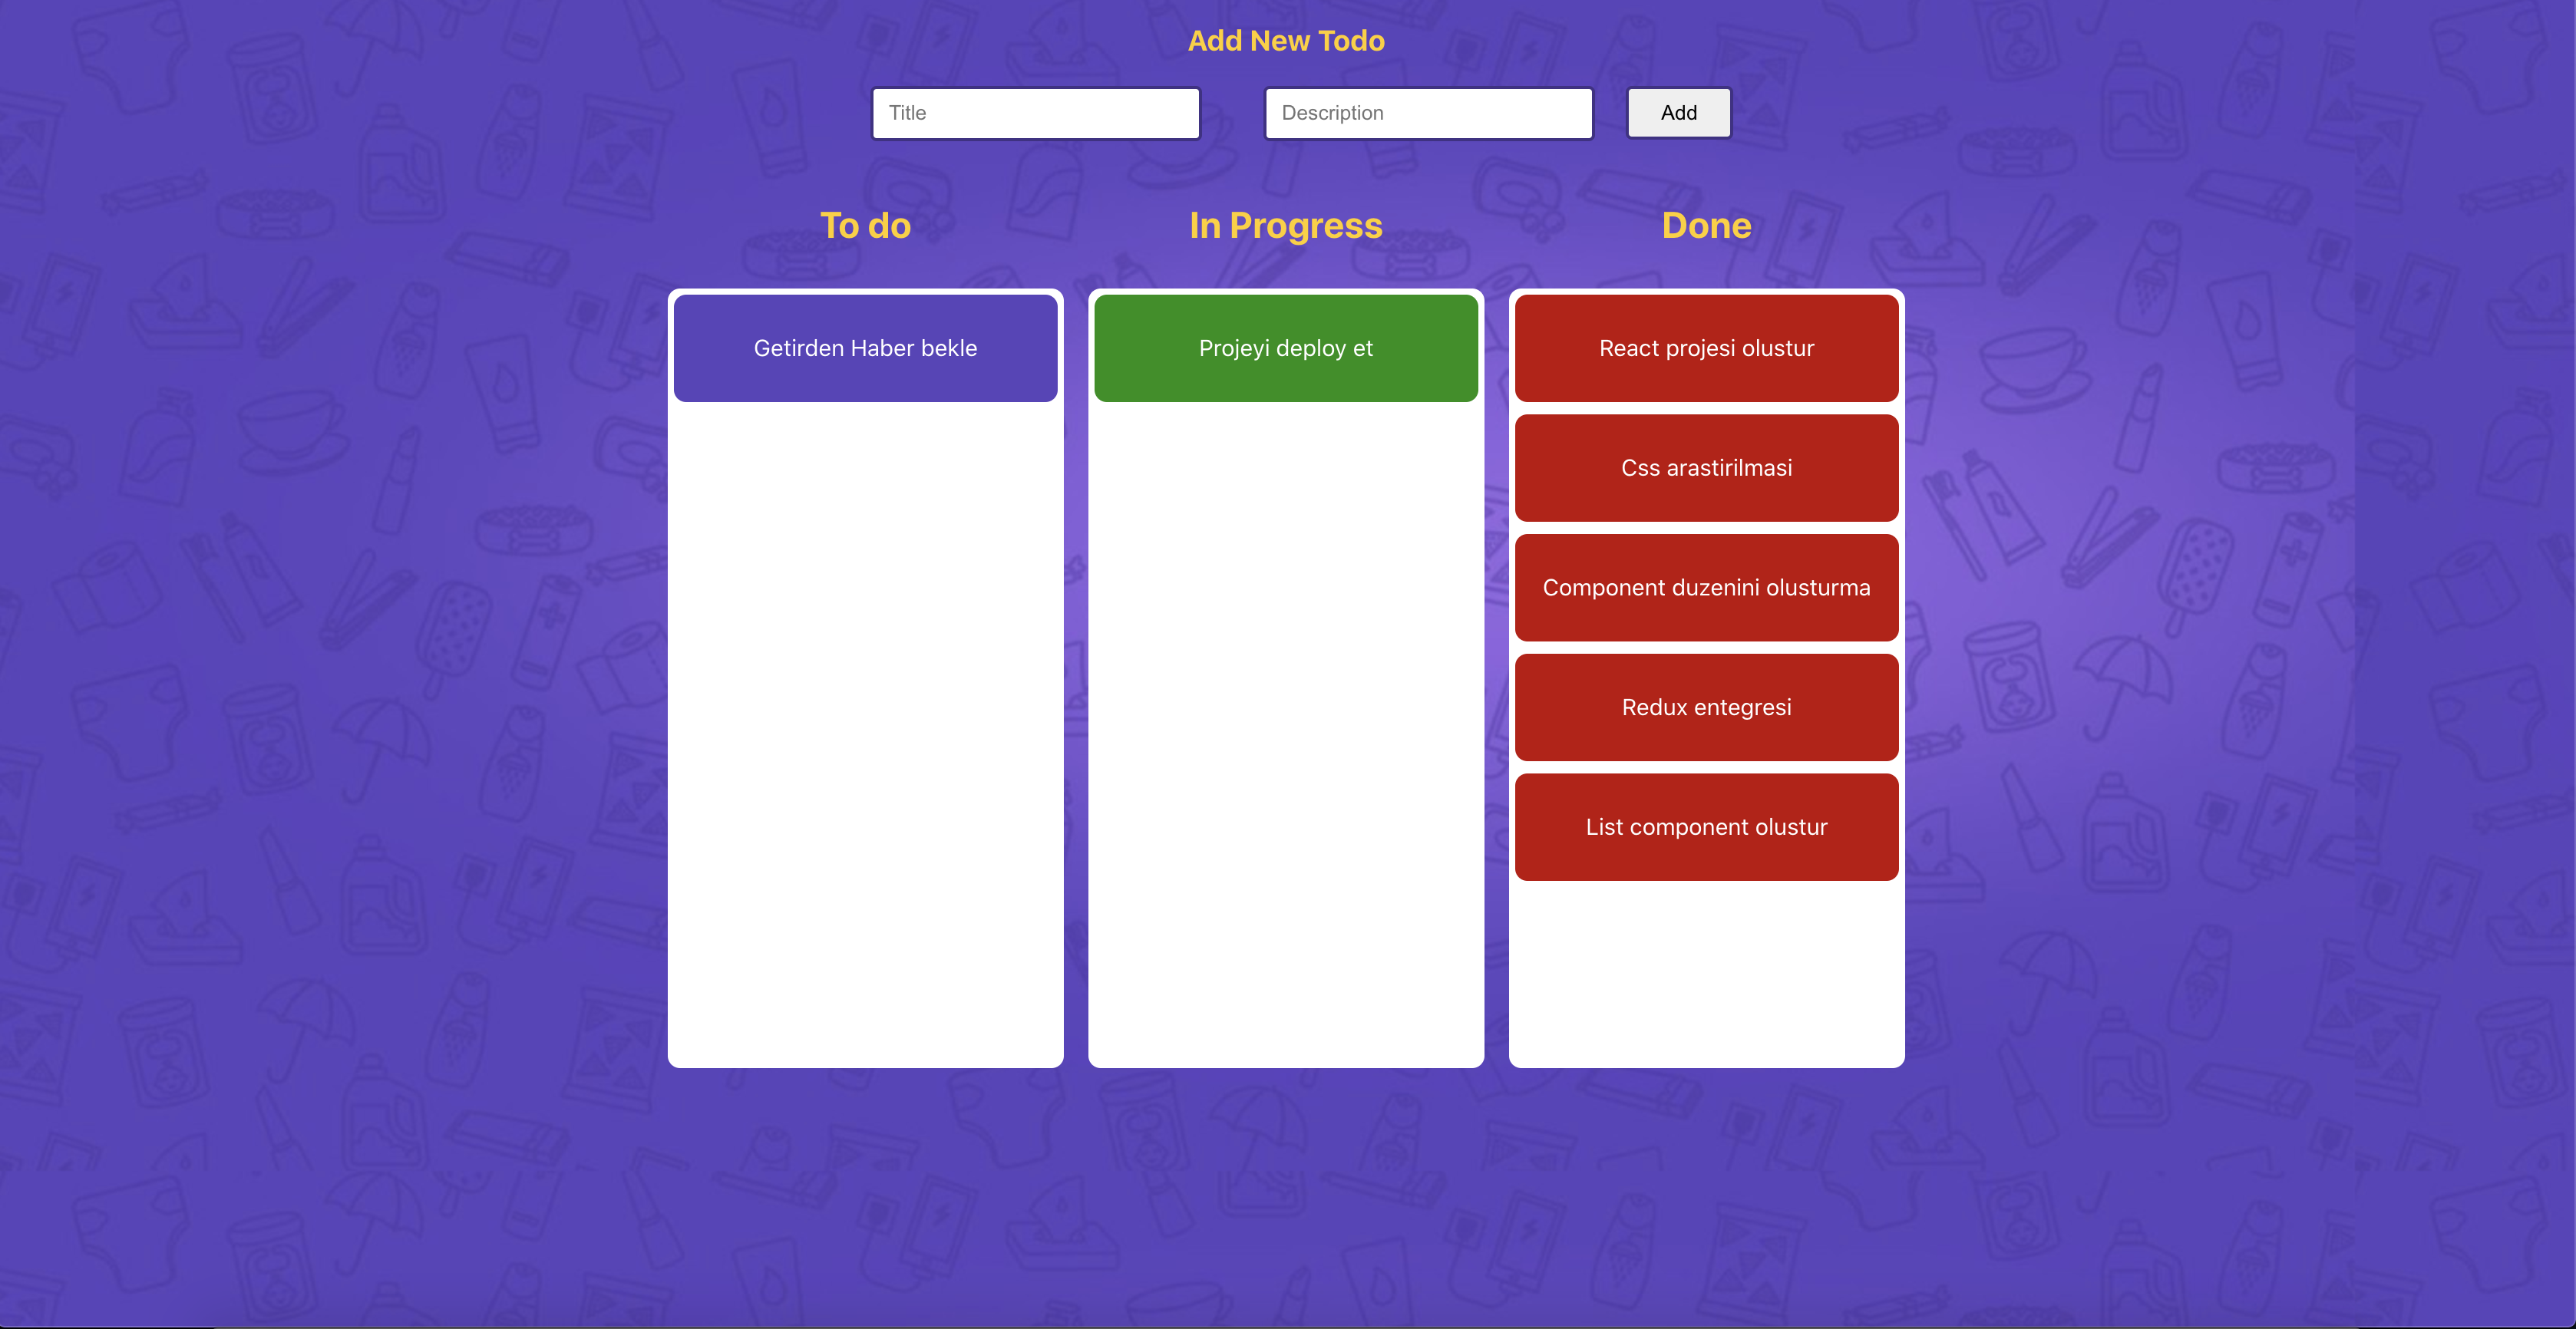 Add New Todo
Title
Description
Add
To do
In Progress
Done
Getirden Haber bekle
Projeyi deploy et
React projesi olustur
Css arastirilmasi
Component duzenini olusturma
Redux entegresi
List component olustur